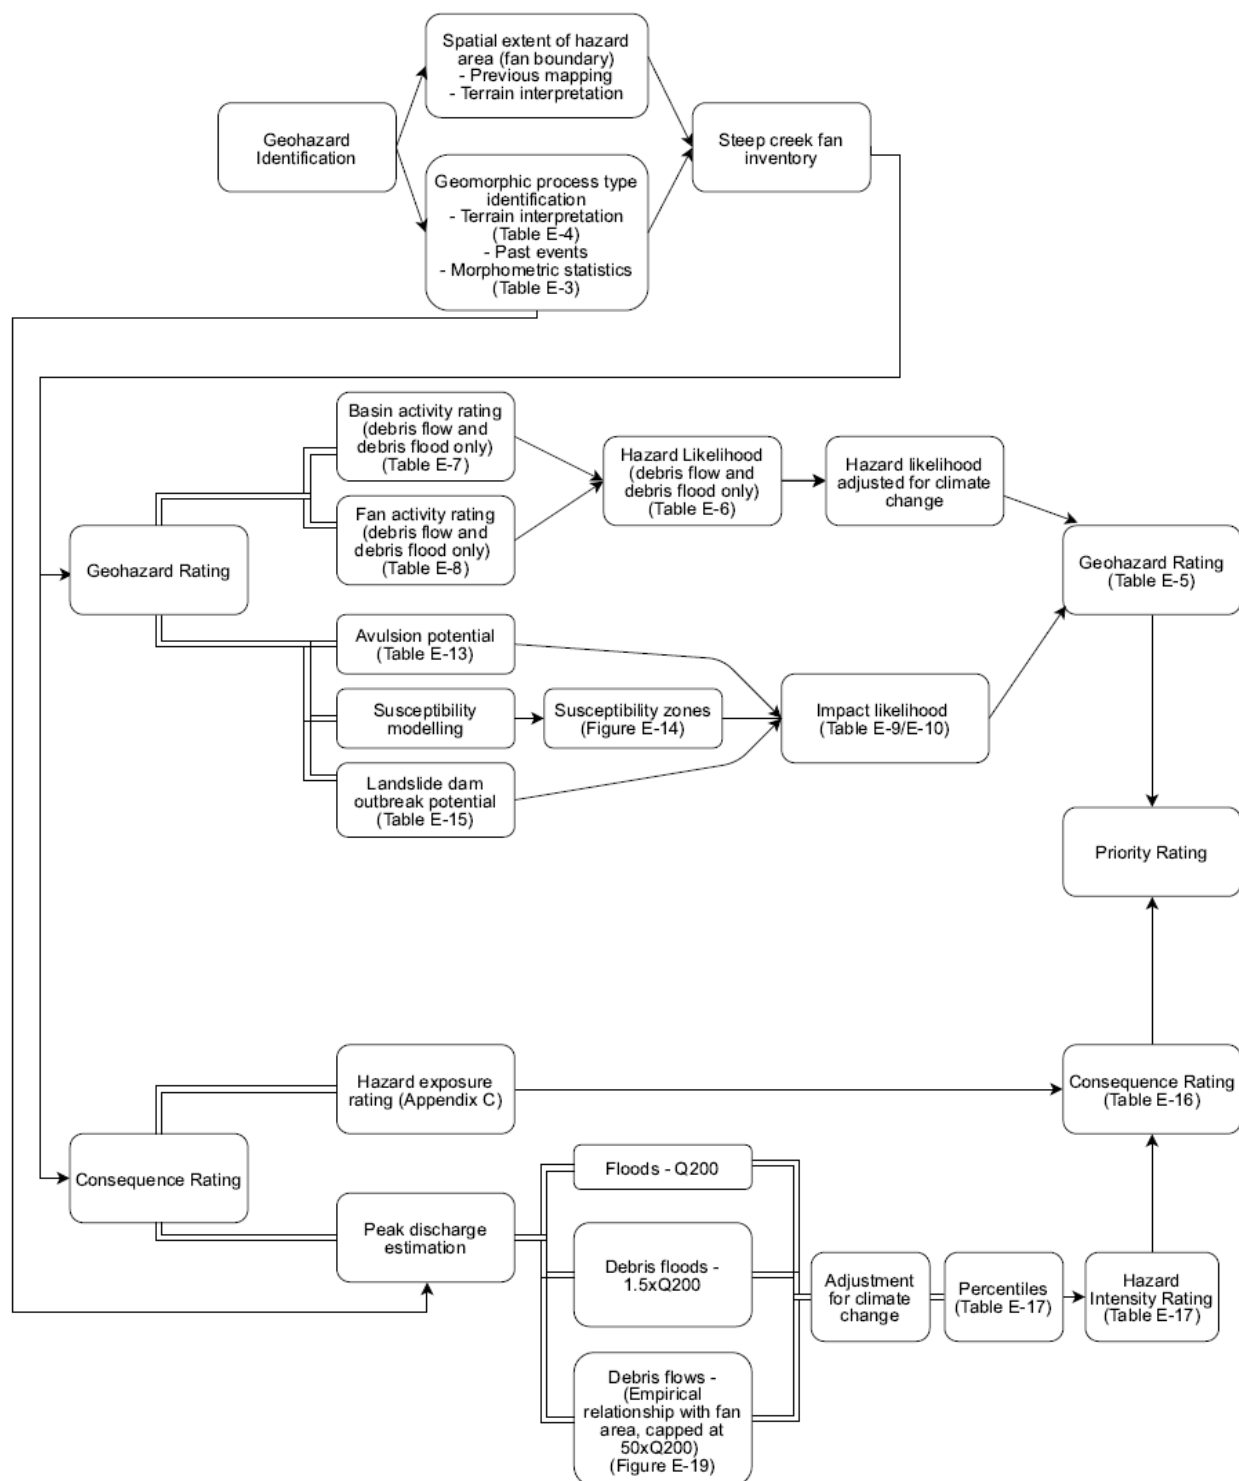 Spatial extent of hazard
area (fan boundary)
- Previous mapping
- Terrain interpretation
Geohazard
Identification
Steep creek fan
inventory
Geomorphic process type
identification
- Terrain interpretation
(Table E-4)
- Past events
- Morphometric statistics
(Table E-3)
Basin activity rating
(debris flow and
debris flood only)
(Table E-7)
Hazard Likelihood
(debris flow and
debris flood only)
(Table E-6)
Hazard likelihood
adjusted for climate
change
Fan activity rating
(debris flow and
debris flood only)
(Table E-8)
Geohazard Rating
Geohazard Rating
(Table E-5)
Avulsion potential
(Table E-13)
Susceptibility
modelling
Susceptibility zones
(Figure E-14)
Impact likelihood
(Table E-9/E-10)
Landslide dam
outbreak potential
(Table E-15)
Priority Rating
Hazard exposure
rating (Appendix C)
Consequence Rating
(Table E-16)
Consequence Rating
Floods - Q200
Peak discharge
estimation
Debris floods -
1.5xQ200
Adjustment
for climate
change
Percentiles
(Table E-17)
Hazard
Intensity Rating
(Table E-17)
Debris flows -
(Empirical
relationship with fan
area, capped at
50xQ200)
(Figure E-19)